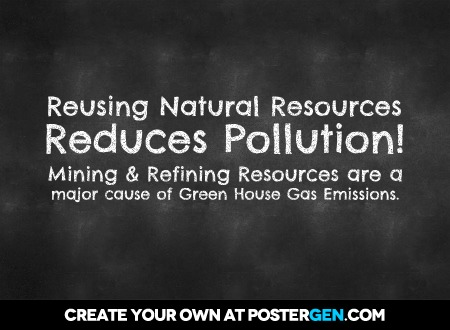 Reusing Natural Resources
Reduces Pollution!
Mining & Refining Resources are a
major cause of Green House Gas Emissions.
CREATE YOUR OWN AT POSTERGEN.COM